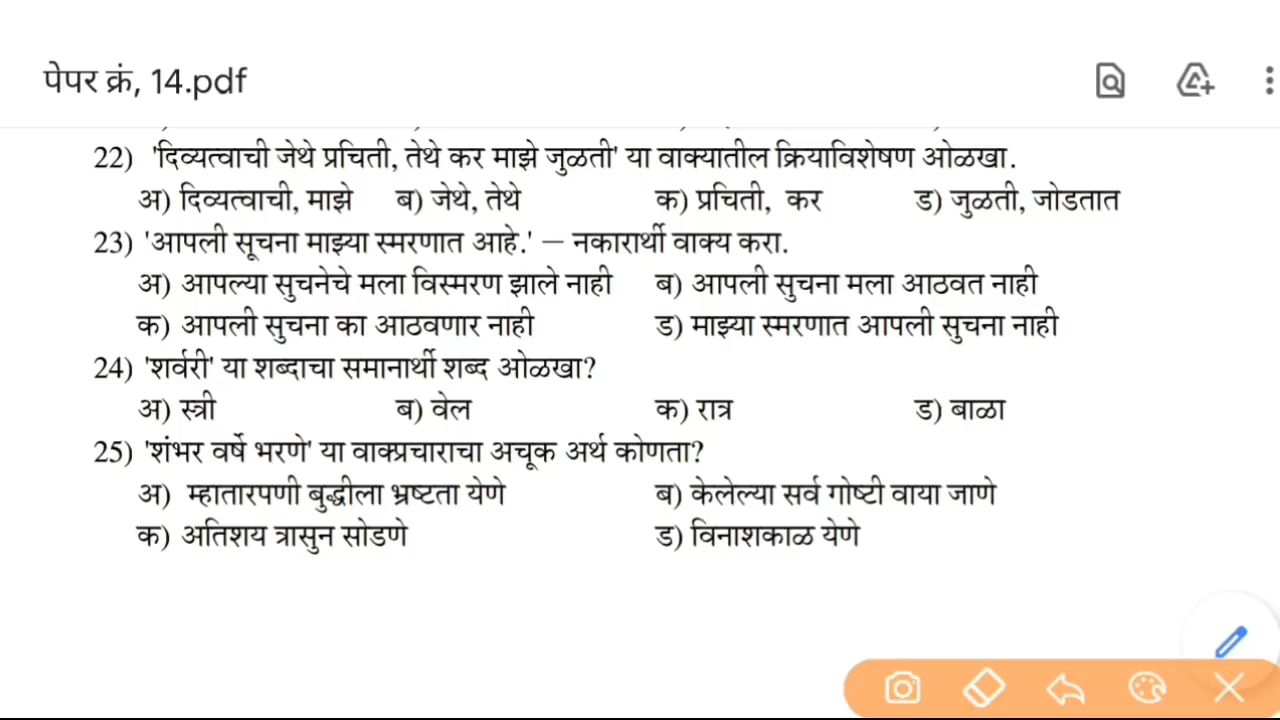 पेपर क्रं, 14.pdf
22) 'दिव्यत्वाची जेथे प्रचिती, तेथे कर माझे जुळती' या वाक्यातील क्रियाविशेषण ओळखा.
अ) दिव्यत्वाची, माझे ब) जेथे, तेथे क) प्रचिती, कर ड) जुळती, जोडतात
23) 'आपली सूचना माझ्या स्मरणात आहे.' – नकारार्थी वाक्य करा.
अ) आपल्या सुचनेचे मला विस्मरण झाले नाही ब) आपली सुचना मला आठवत नाही
क) आपली सुचना का आठवणार नाही ड) माझ्या स्मरणात आपली सुचना नाही
24) 'शर्वरी' या शब्दाचा समानार्थी शब्द ओळखा?
अ) स्त्री ब) वेल क) रात्र ड) बाळा
25) 'शंभर वर्षे भरणे' या वाक्प्रचाराचा अचूक अर्थ कोणता?
अ) म्हातारपणी बुद्धीला भ्रष्टता येणे ब) केलेल्या सर्व गोष्टी वाया जाणे
क) अतिशय त्रासुन सोडणे ड) विनाशकाळ येणे